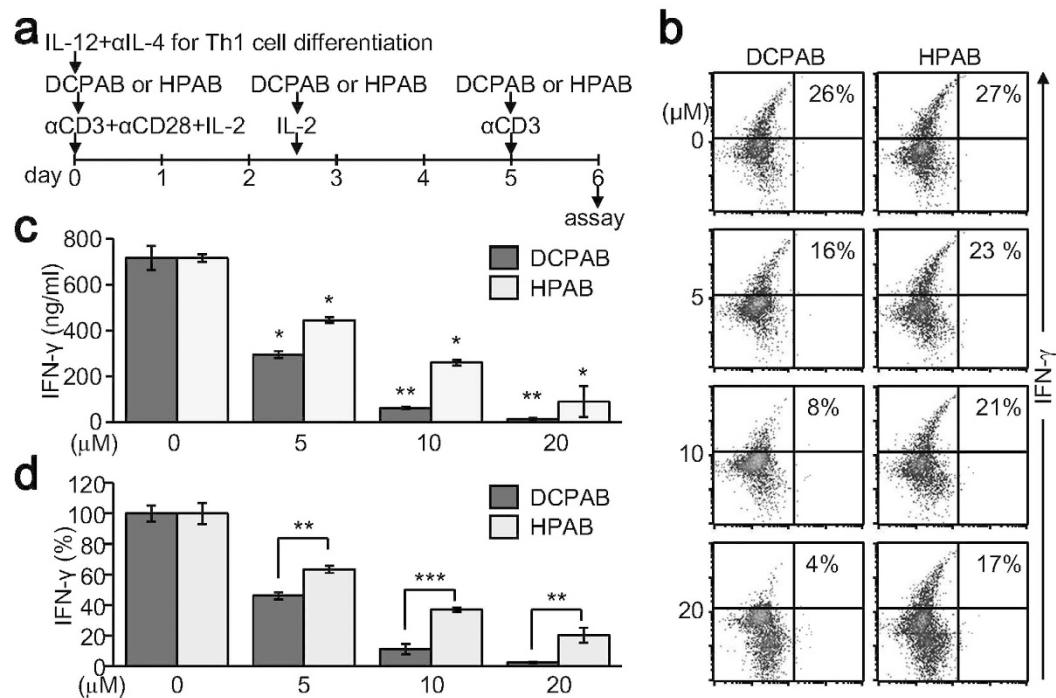 a
IL-12+αIL-4 for Th1 cell differentiation
DCPAB or HPAB DCPAB or HPAB DCPAB or HPAB
αCD3+αCD28+IL-2 IL-2 αCD3
day 0 1 2 3 4 5 6
assay
b
DCPAB HPAB
(μM)
0 26% 27%
5 16% 23 %
10 8% 21%
20 4% 17%
IFN-γ
c
800
600
400
200
0
IFN-γ (ng/ml)
DCPAB
HPAB
* *
** *
** *
(μM) 0 5 10 20
d
120
100
80
60
40
20
0
IFN-γ (%)
DCPAB
HPAB
**
***
**
(μM) 0 5 10 20